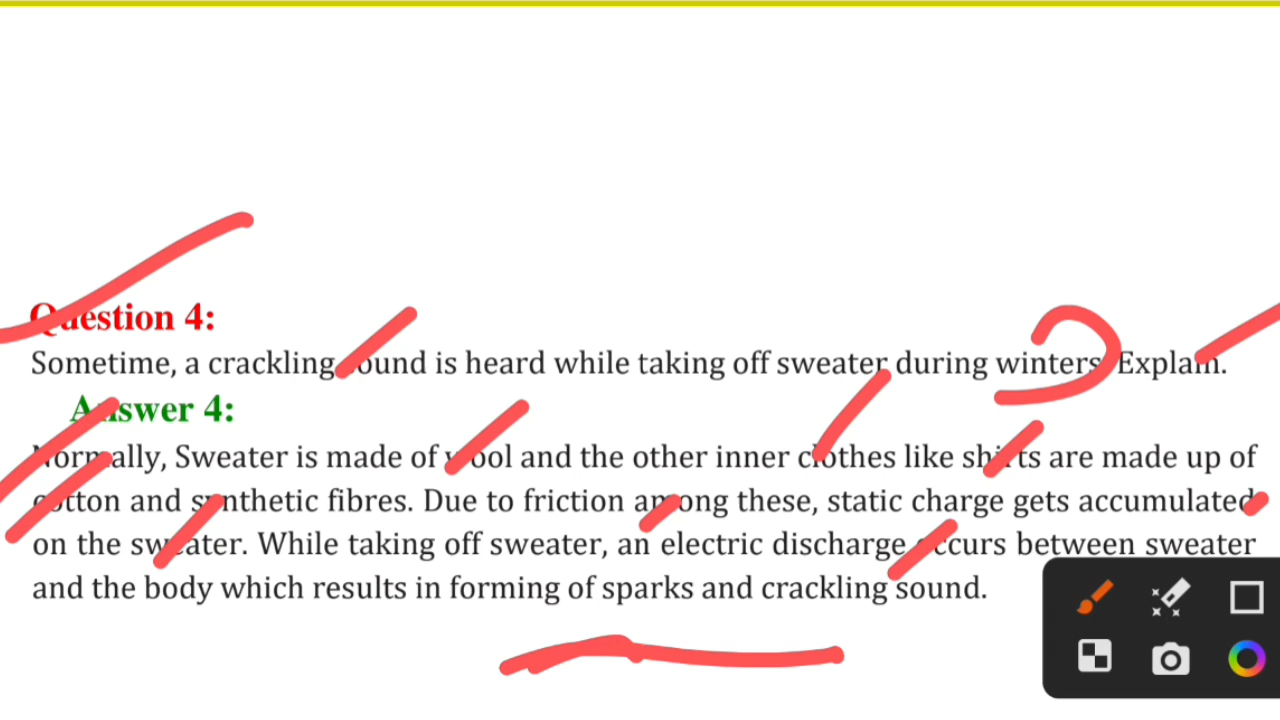 Question 4:
Sometime, a crackling sound is heard while taking off sweater during winters. Explain.
Answer 4:
Normally, Sweater is made of wool and the other inner clothes like shirts are made up of
cotton and synthetic fibres. Due to friction among these, static charge gets accumulated
on the sweater. While taking off sweater, an electric discharge occurs between sweater
and the body which results in forming of sparks and crackling sound.